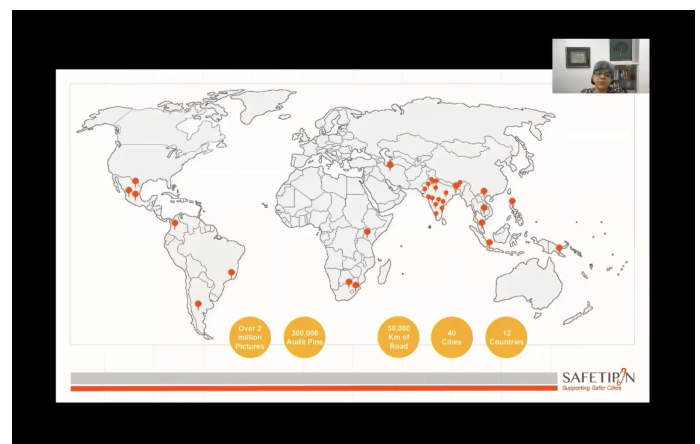 Over 2
million
Pictures
300,000
Audit Pins
50,000
Km of
Road
40
Cities
12
Countries
SAFETIPIN
Supporting Safer Cities